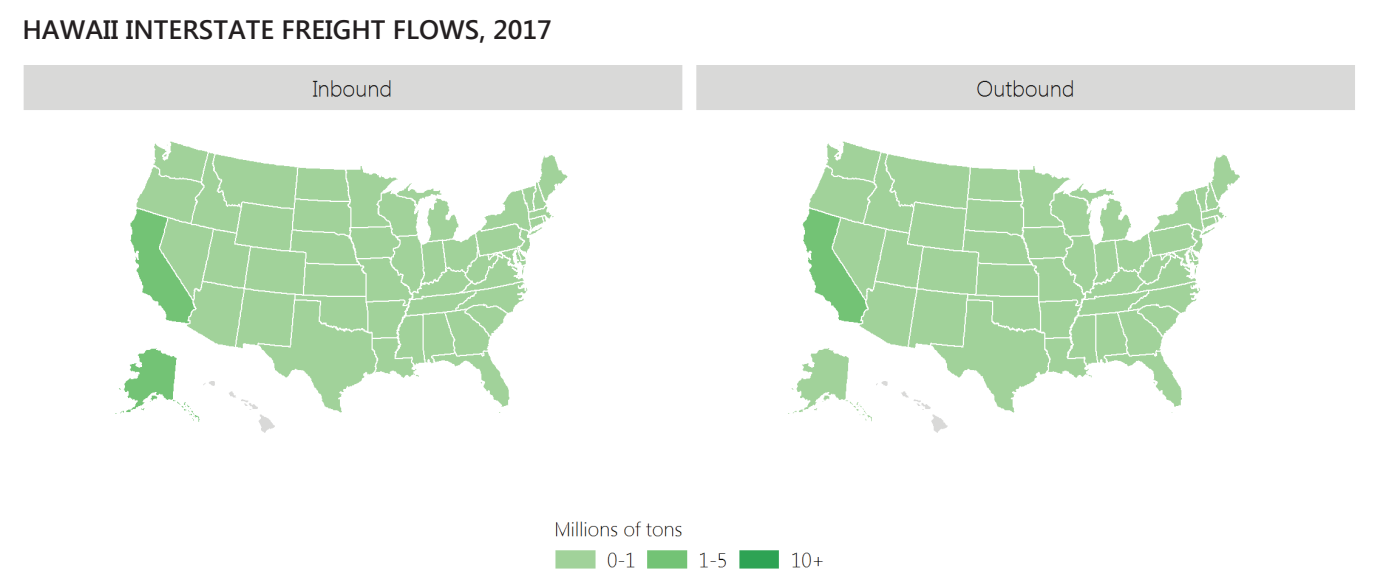 HAWAII INTERSTATE FREIGHT FLOWS, 2017
Inbound
Outbound
Millions of tons
0-1
1-5
10+